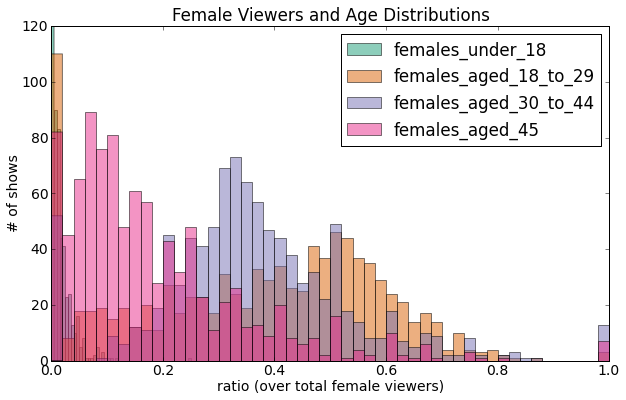 Female Viewers and Age Distributions
120
100
80
60
40
20
0
# of shows
females_under_18
females_aged_18_to_29
females_aged_30_to_44
females_aged_45
0.0 0.2 0.4 0.6 0.8 1.0
ratio (over total female viewers)